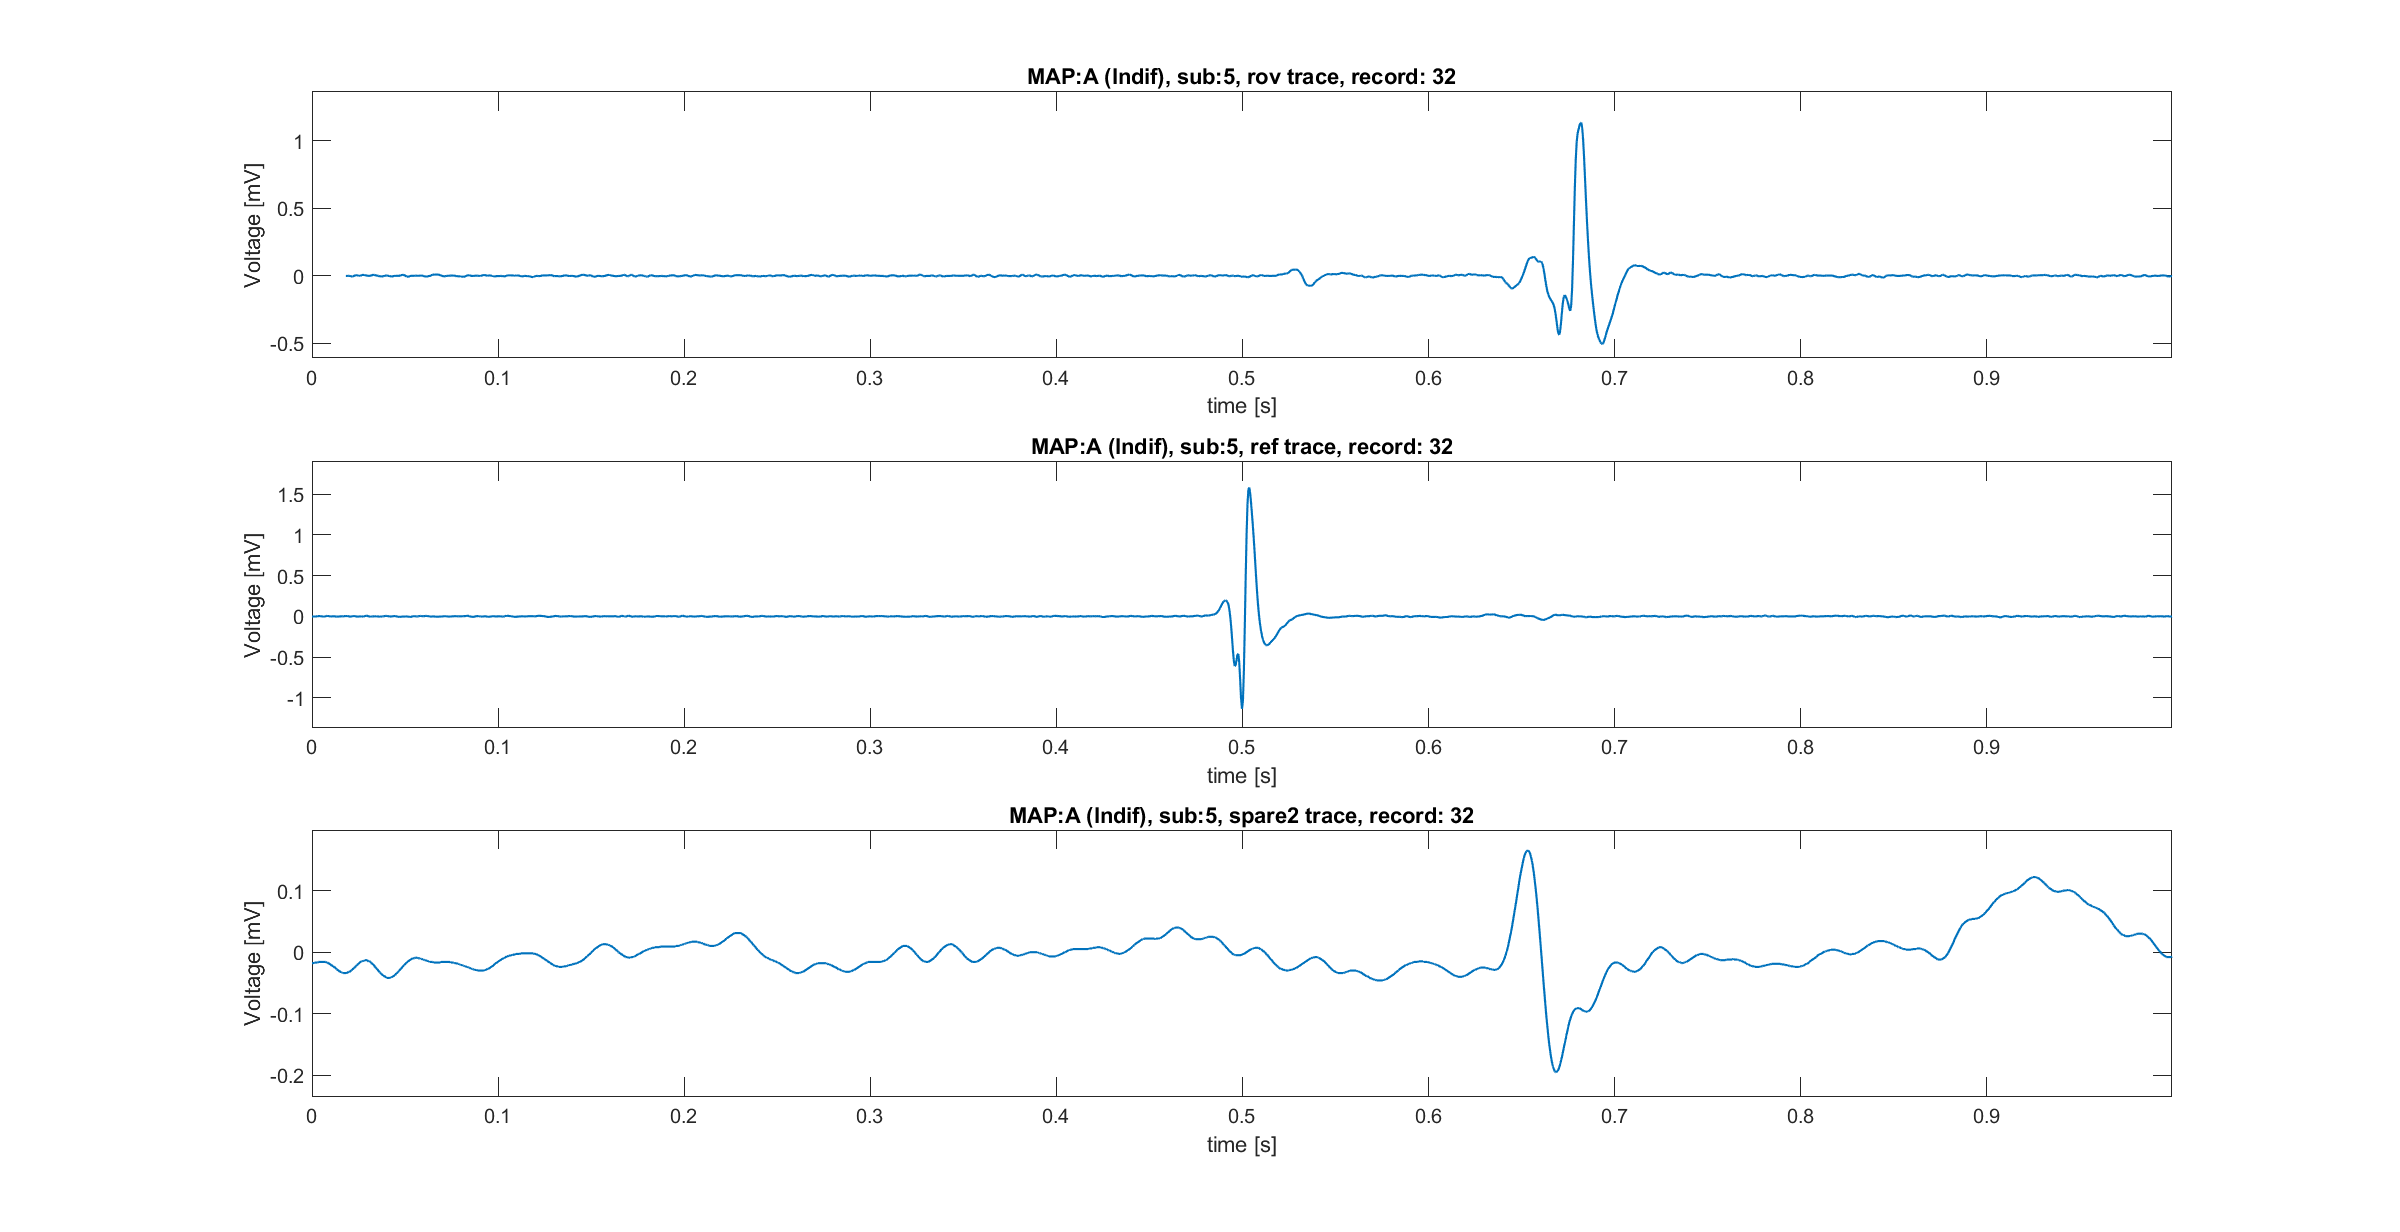 MAP:A (Indif), sub:5, rov trace, record: 32
Voltage [mV]
1
0.5
0
-0.5
0 0.1 0.2 0.3 0.4 0.5 0.6 0.7 0.8 0.9
time [s]
MAP:A (Indif), sub:5, ref trace, record: 32
Voltage [mV]
1.5
1
0.5
0
-0.5
-1
0 0.1 0.2 0.3 0.4 0.5 0.6 0.7 0.8 0.9
time [s]
MAP:A (Indif), sub:5, spare2 trace, record: 32
Voltage [mV]
0.1
0
-0.1
-0.2
0 0.1 0.2 0.3 0.4 0.5 0.6 0.7 0.8 0.9
time [s]